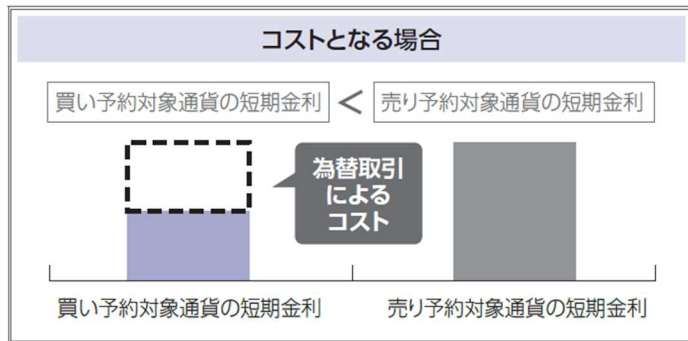 コストとなる場合
買い予約対象通貨の短期金利 < 売り予約対象通貨の短期金利
為替取引
による
コスト
買い予約対象通貨の短期金利
売り予約対象通貨の短期金利